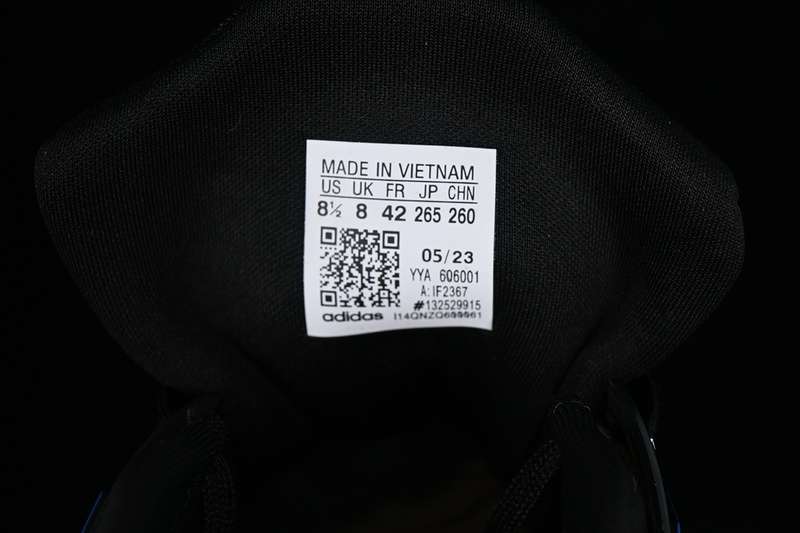 MADE IN VIETNAM
US UK FR JP CHN
8½ 8 42 265 260
05/23
YYA 606001
A:IF2367
#132529915
adidas